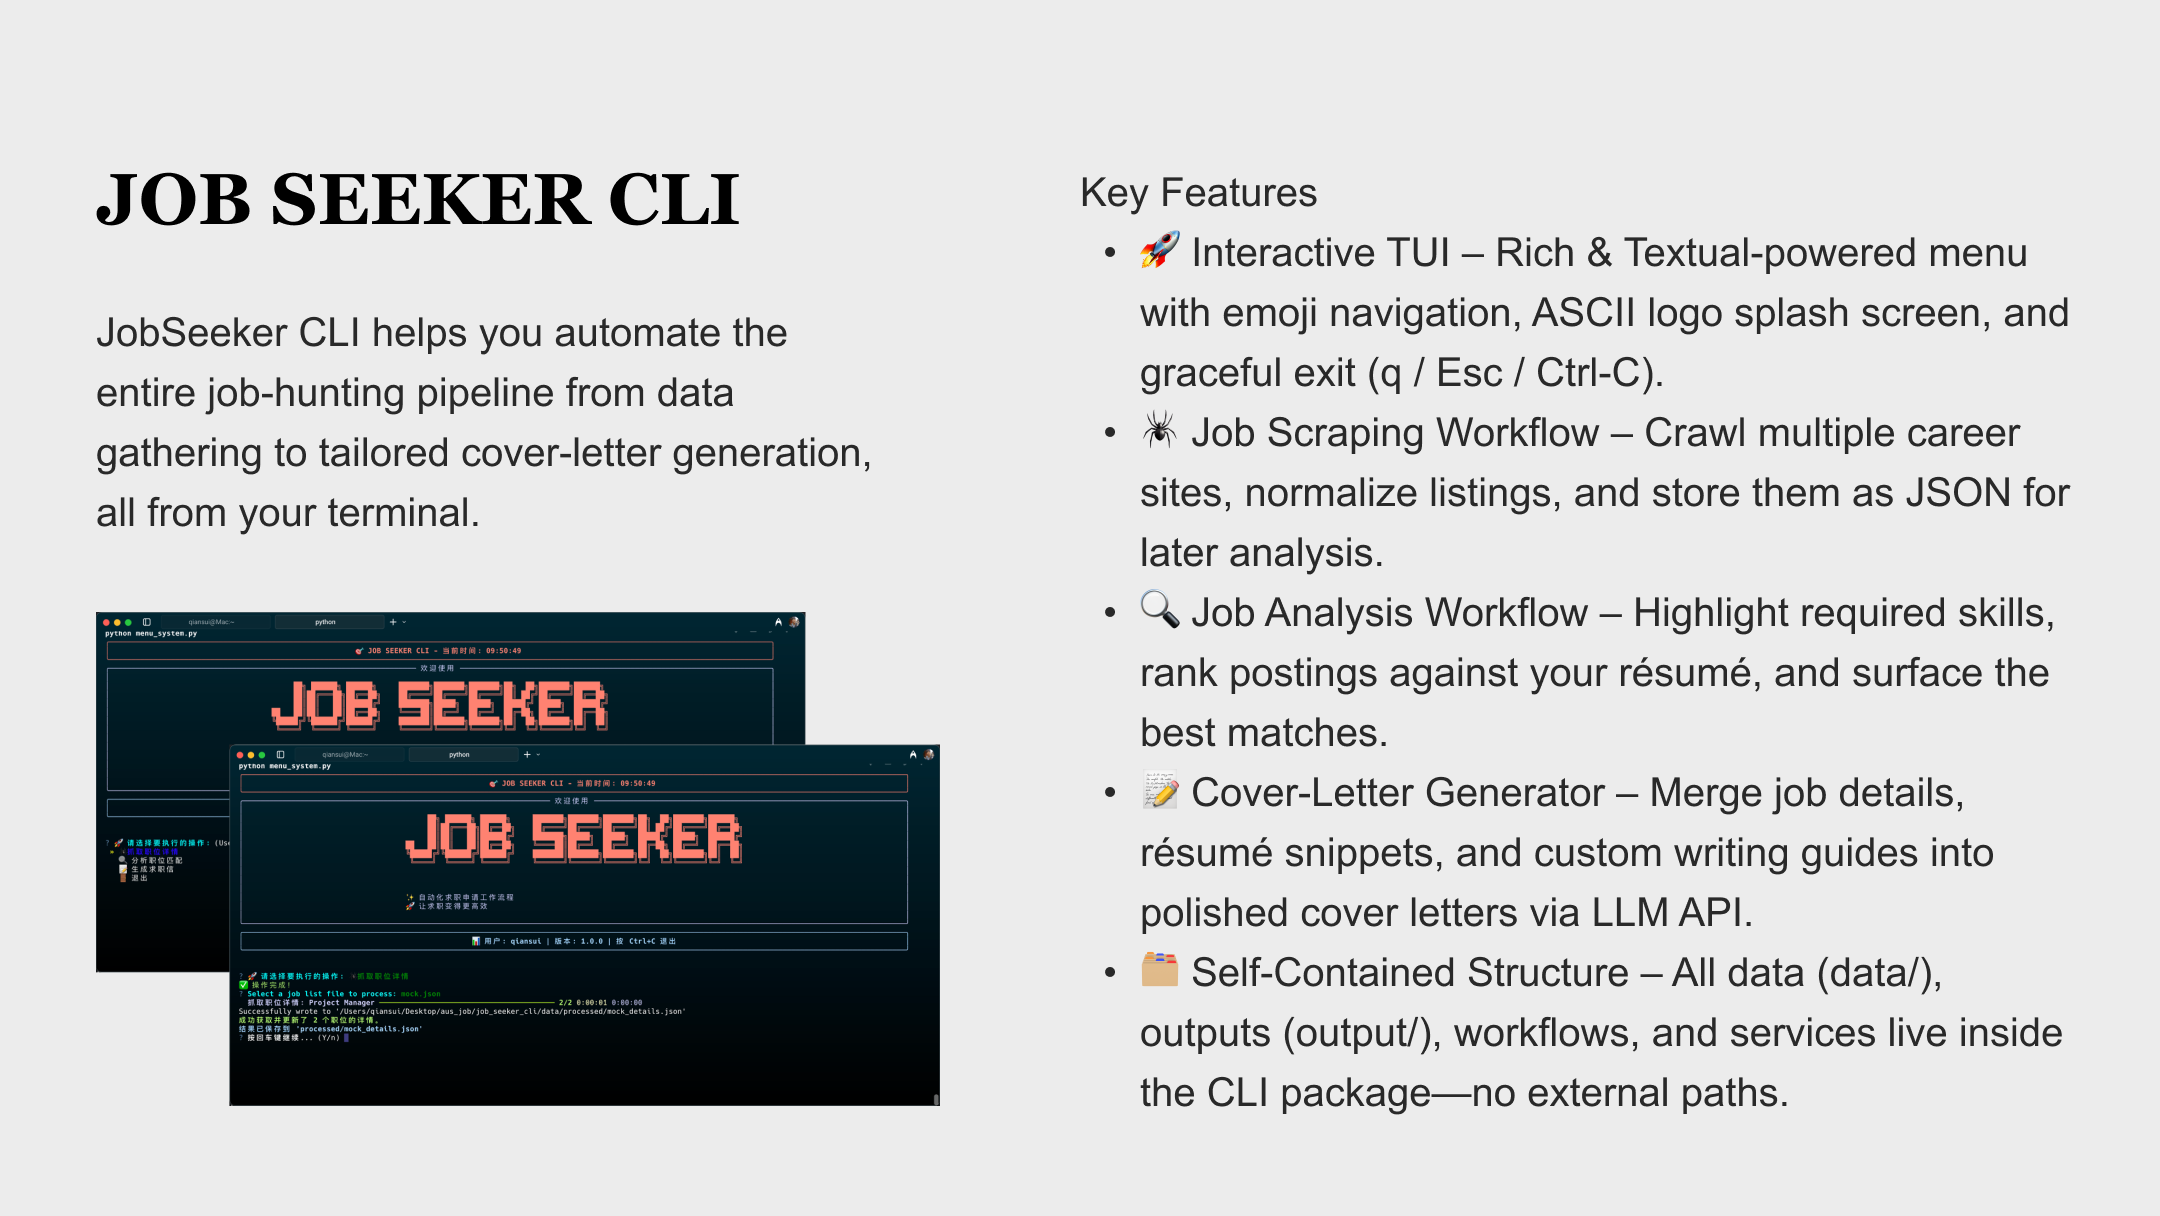 JOB SEEKER CLI
JobSeeker CLI helps you automate the
entire job-hunting pipeline from data
gathering to tailored cover-letter generation,
all from your terminal.
qiansui@Mac:~
python
python menu_system.py
JOB SEEKER CLI - 当前时间: 09:50:49
欢迎使用
JOB SEEKER
? 🚀 请选择要执行的操作: (Use
抓取职位详情
🔍 分析职位匹配
📝 生成求职信
🚪 退出
qiansui@Mac:~
python
python menu_system.py
JOB SEEKER CLI - 当前时间: 09:50:49
欢迎使用
JOB SEEKER
✨ 自动化求职申请工作流程
🚀 让求职变得更高效
📊 用户: qiansui | 版本: 1.0.0 | 按 Ctrl+C 退出
? 🚀 请选择要执行的操作: 抓取职位详情
✅ 操作完成!
? Select a job list file to process: mock.json
抓取职位详情: Project Manager 2/2 0:00:01 0:00:00
Successfully wrote to '/Users/qiansui/Desktop/aus_job/job_seeker_cli/data/processed/mock_details.json'
成功获取并更新了 2 个职位的详情。
结果已保存到 'processed/mock_details.json'
? 按回车键继续... (Y/n)
Key Features
• 🚀 Interactive TUI – Rich & Textual-powered menu
with emoji navigation, ASCII logo splash screen, and
graceful exit (q / Esc / Ctrl-C).
• 🕷 Job Scraping Workflow – Crawl multiple career
sites, normalize listings, and store them as JSON for
later analysis.
• 🔍 Job Analysis Workflow – Highlight required skills,
rank postings against your résumé, and surface the
best matches.
• 📝 Cover-Letter Generator – Merge job details,
résumé snippets, and custom writing guides into
polished cover letters via LLM API.
• 🗂 Self-Contained Structure – All data (data/),
outputs (output/), workflows, and services live inside
the CLI package—no external paths.